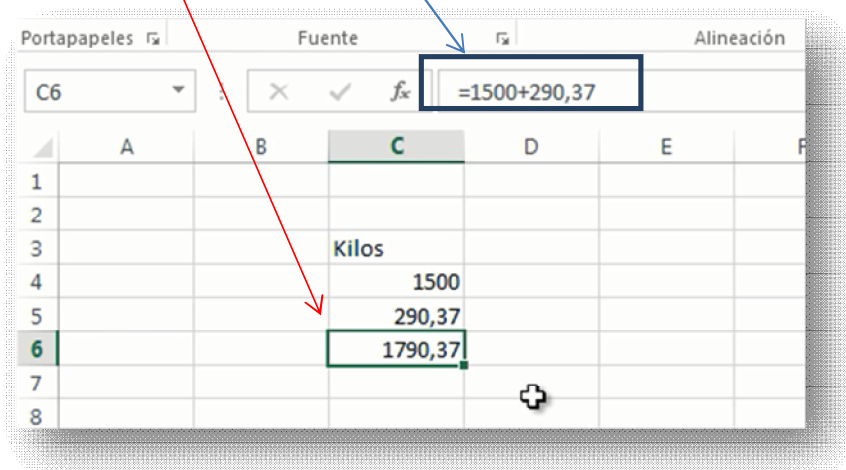 Portapapeles Fuente Alineación
C6 fx =1500+290,37
A B C D E F
1
2
3 Kilos
4 1500
5 290,37
6 1790,37
7
8